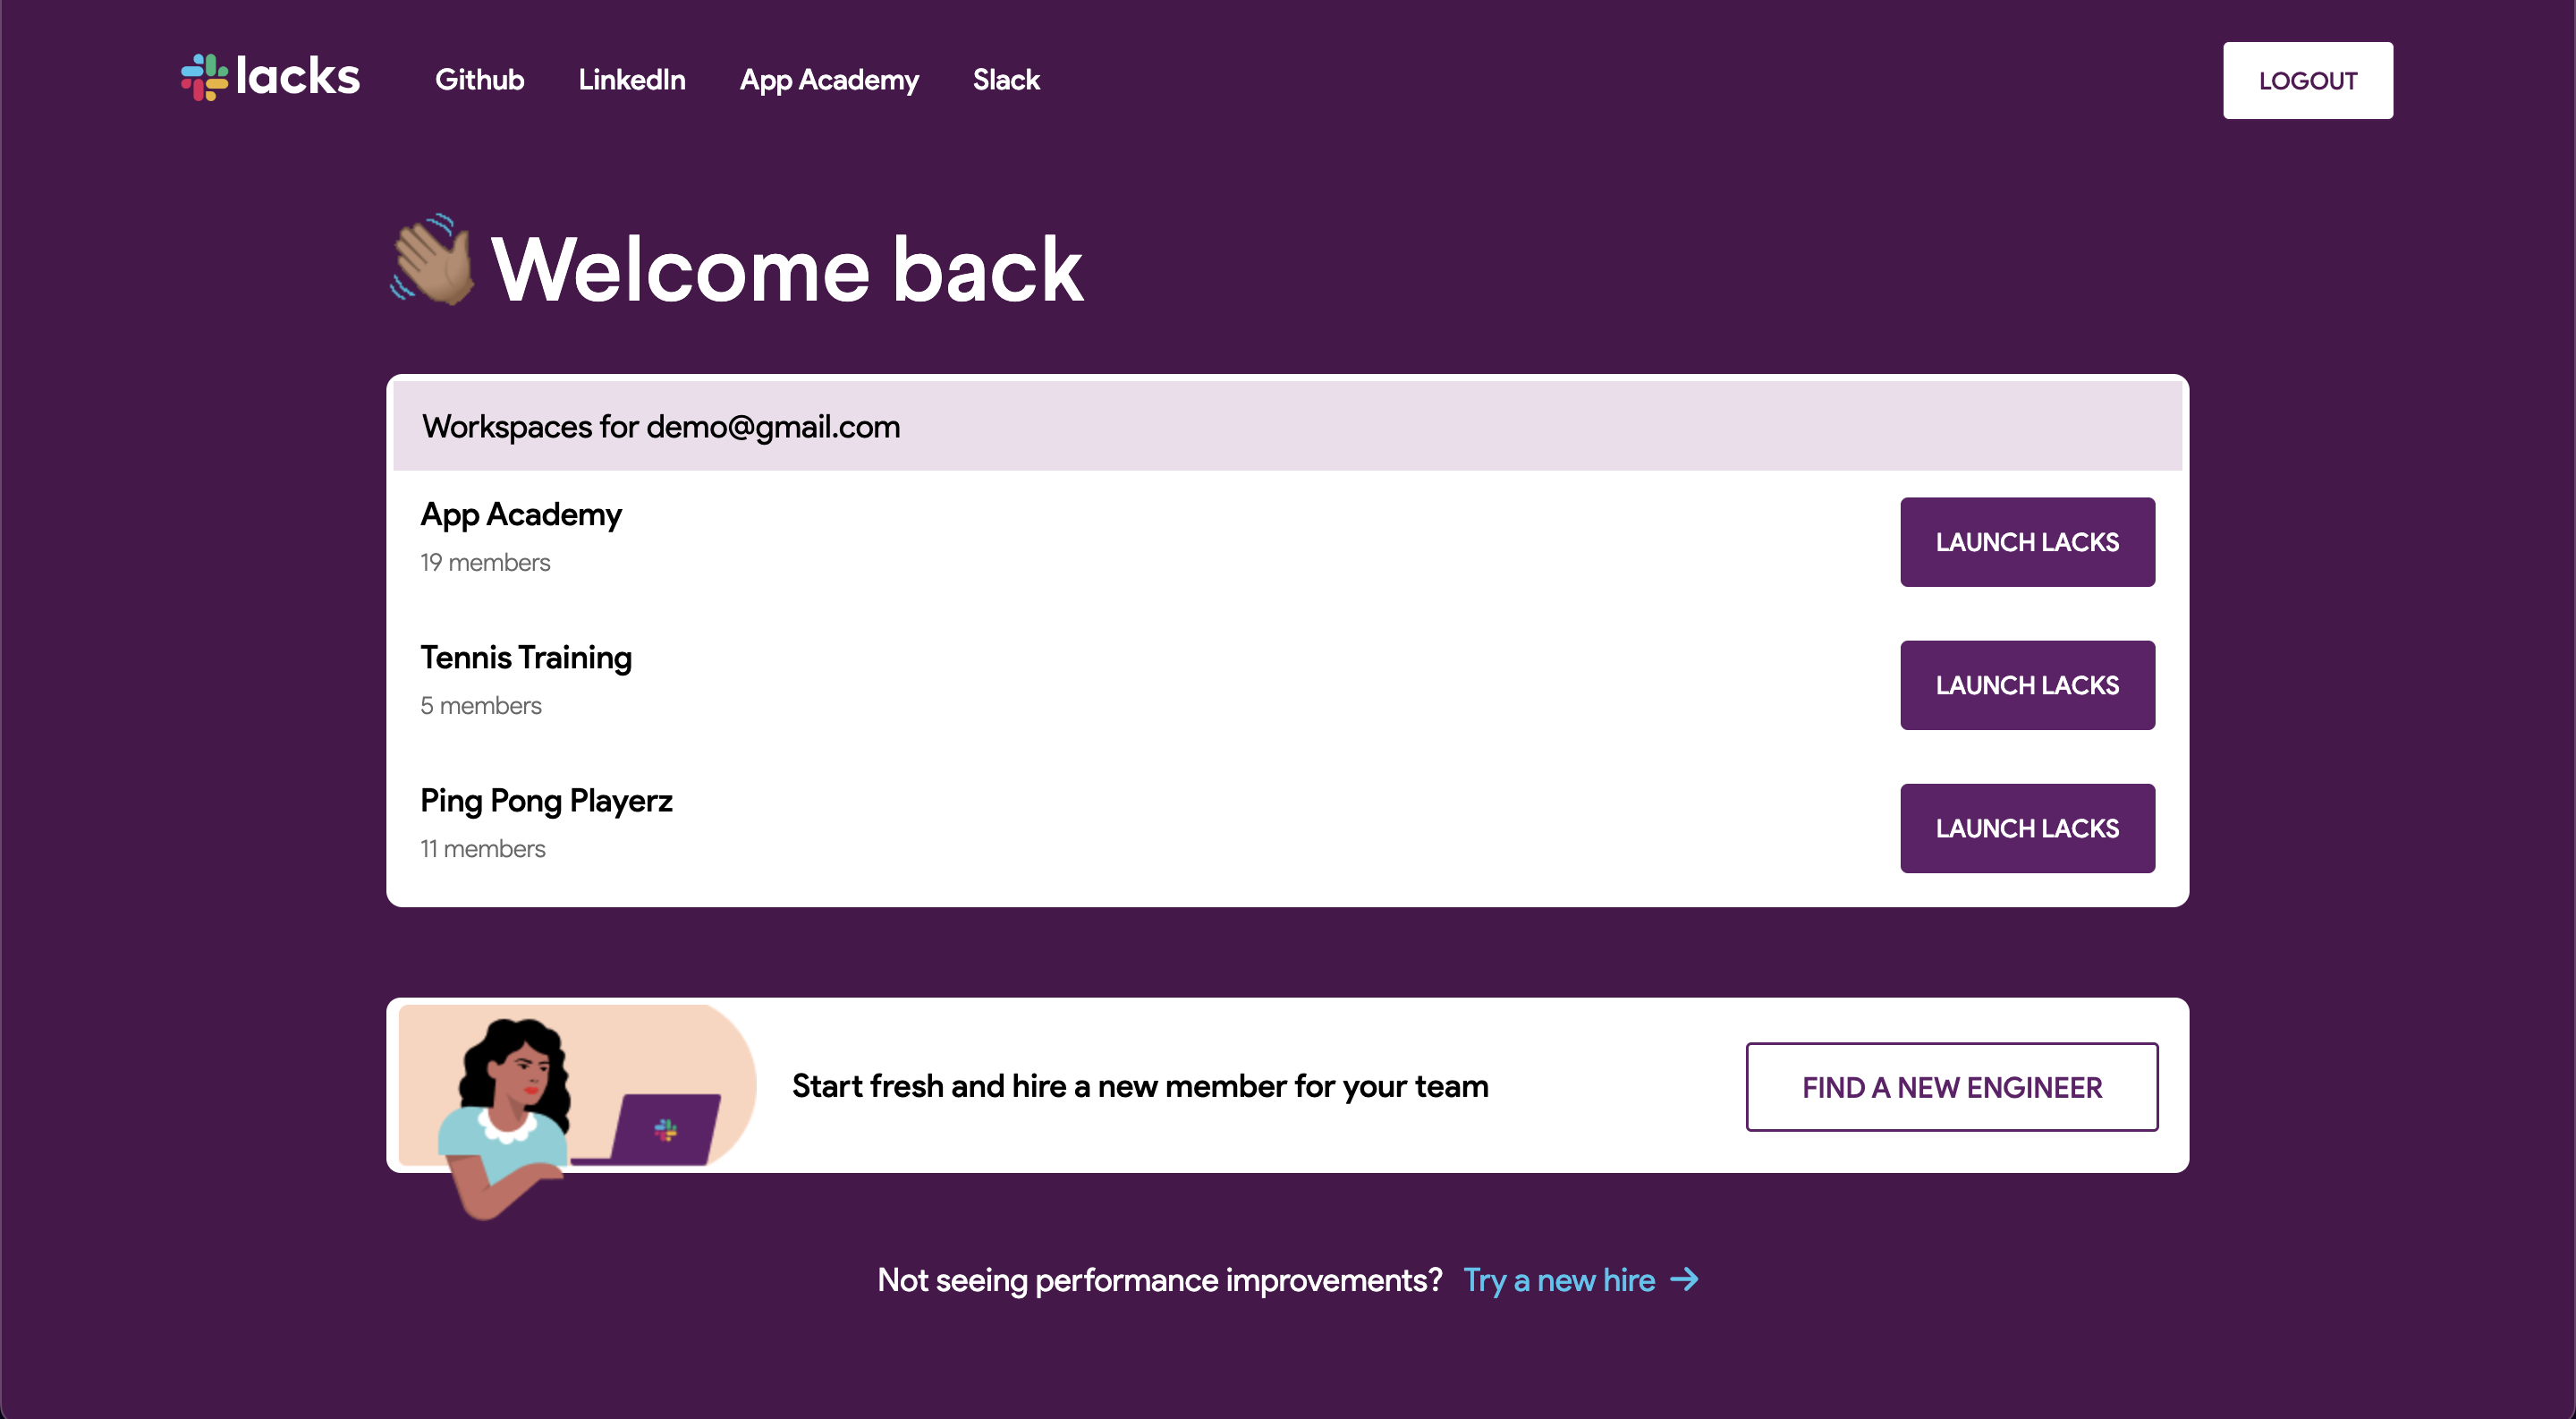 lacks
Github
LinkedIn
App Academy
Slack
LOGOUT
Welcome back
Workspaces for demo@gmail.com
App Academy
19 members
LAUNCH LACKS
Tennis Training
5 members
LAUNCH LACKS
Ping Pong Playerz
11 members
LAUNCH LACKS
Start fresh and hire a new member for your team
FIND A NEW ENGINEER
Not seeing performance improvements? Try a new hire →